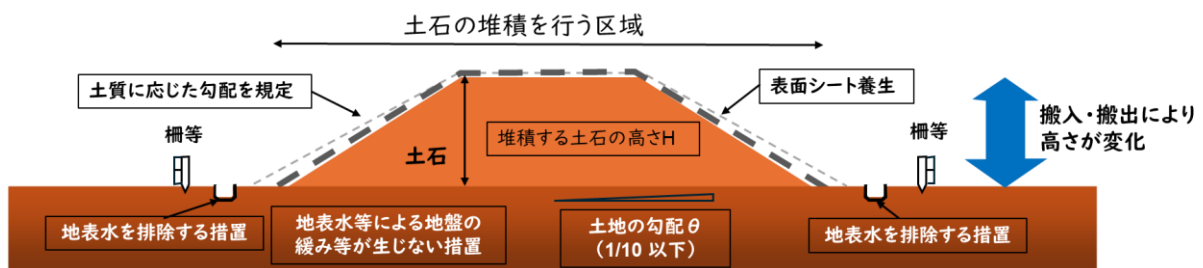 土石の堆積を行う区域
土質に応じた勾配を規定
表面シート養生
搬入・搬出により
高さが変化
柵等
柵等
堆積する土石の高さH
土石
地表水を排除する措置
地表水等による地盤の
緩み等が生じない措置
土地の勾配θ
(1/10 以下)
地表水を排除する措置